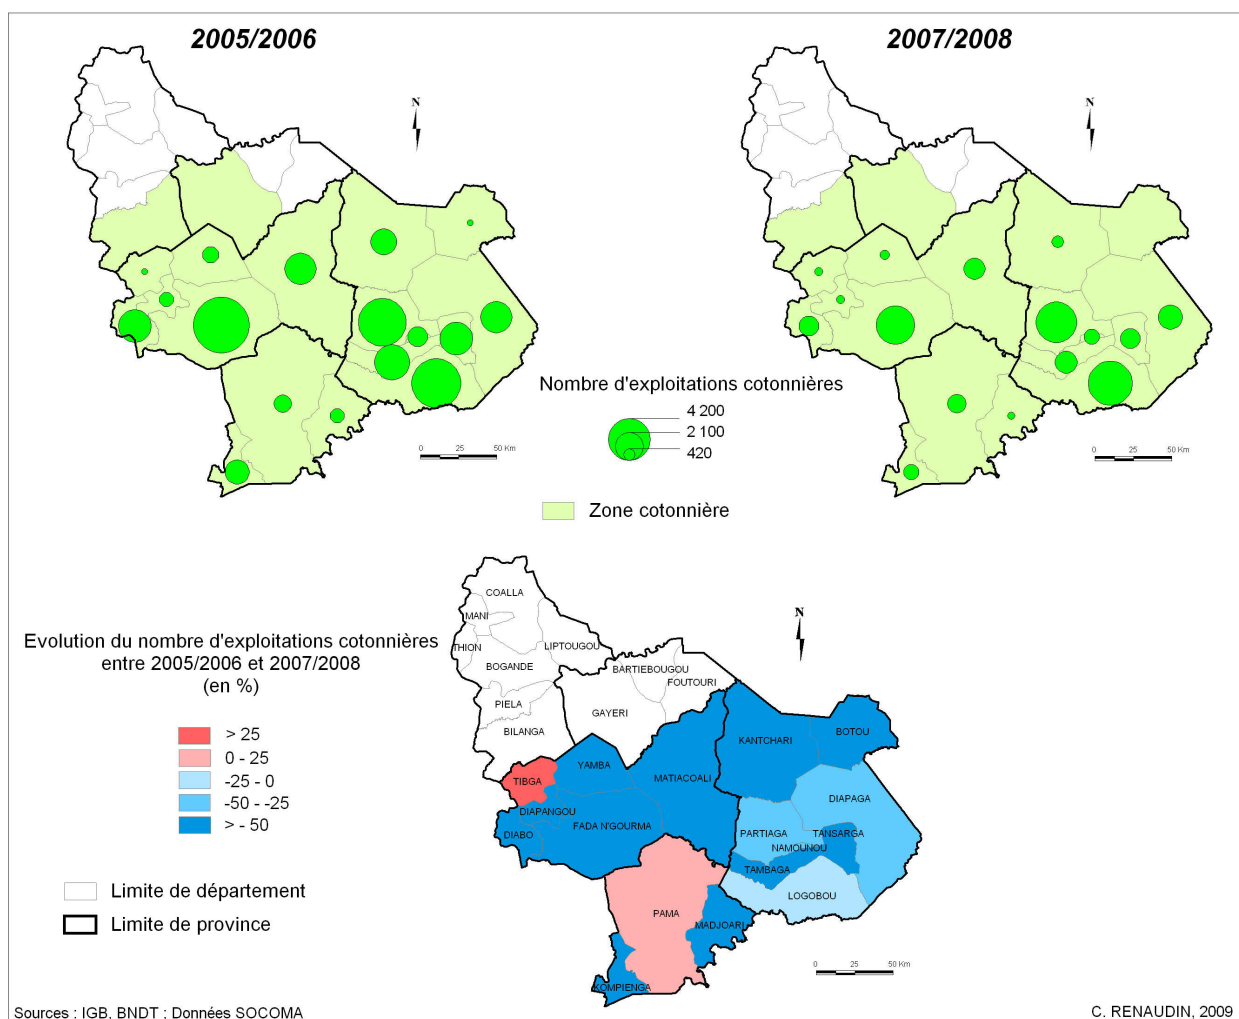 2005/2006
2007/2008
N
N
Nombre d'exploitations cotonnières
4 200
2 100
420
0 25 50 Km
0 25 50 Km
Zone cotonnière
Evolution du nombre d'exploitations cotonnières
entre 2005/2006 et 2007/2008
(en %)
> 25
0 - 25
-25 - 0
-50 - -25
> - 50
Limite de département
Limite de province
N
COALLA
MANI
THION
LIPTOUGOU
BOGANDE
BARTIEBOUGOU
FOUTOURI
PIELA
GAYERI
BILANGA
KANTCHARI
BOTOU
YAMBA
MATIACOALI
TIBGA
DIAPAGA
DIAPANGOU
FADA N'GOURMA
DIABO
PARTIAGA
TANSARGA
NAMOUNOU
TAMBAGA
LOGOBOU
PAMA
MADJOARI
KOMPIENGA
0 25 50 Km
Sources : IGB, BNDT ; Données SOCOMA
C. RENAUDIN, 2009